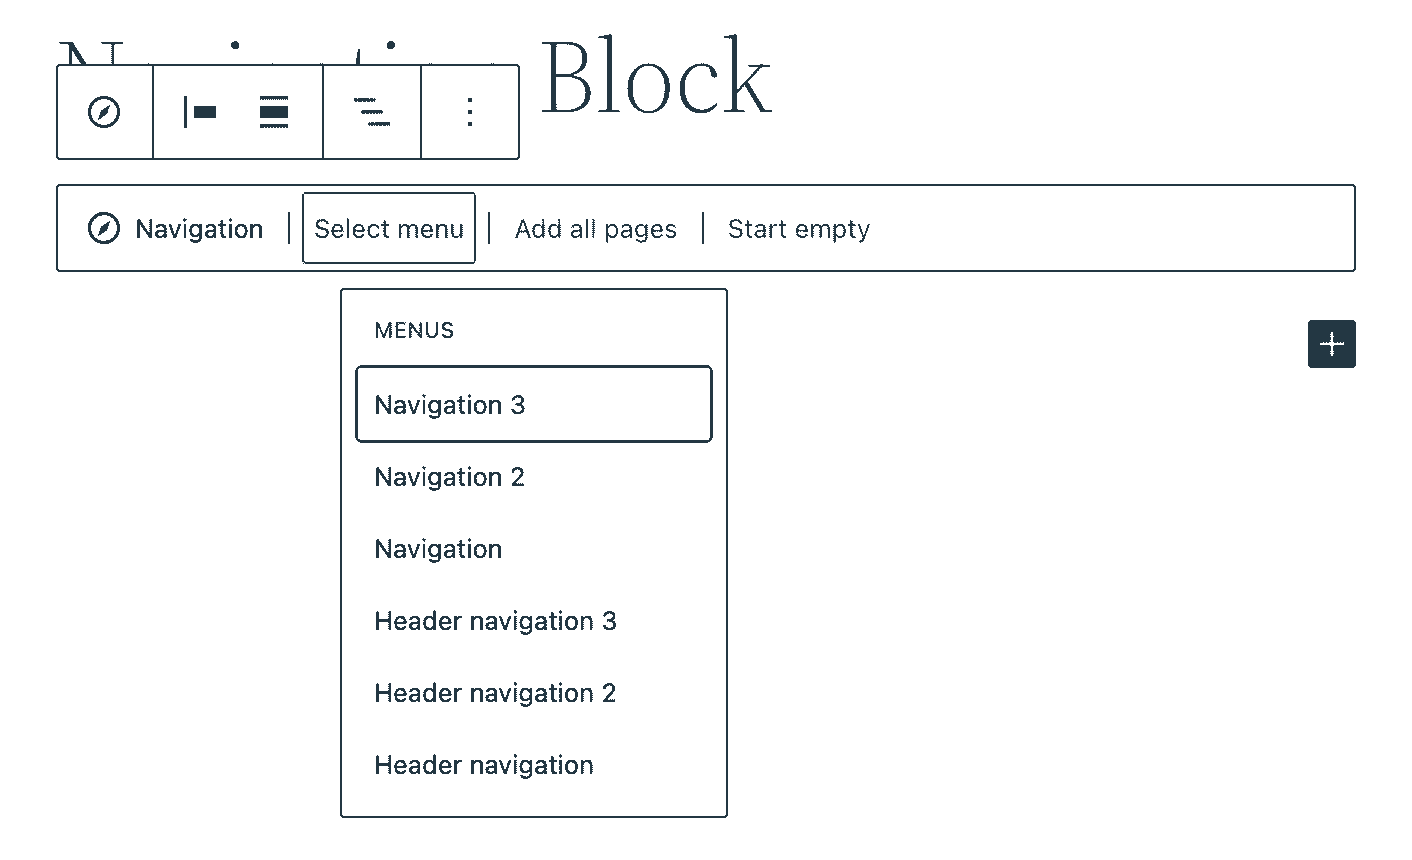 Navigation Block
Navigation | Select menu | Add all pages | Start empty
MENUS
Navigation 3
Navigation 2
Navigation
Header navigation 3
Header navigation 2
Header navigation